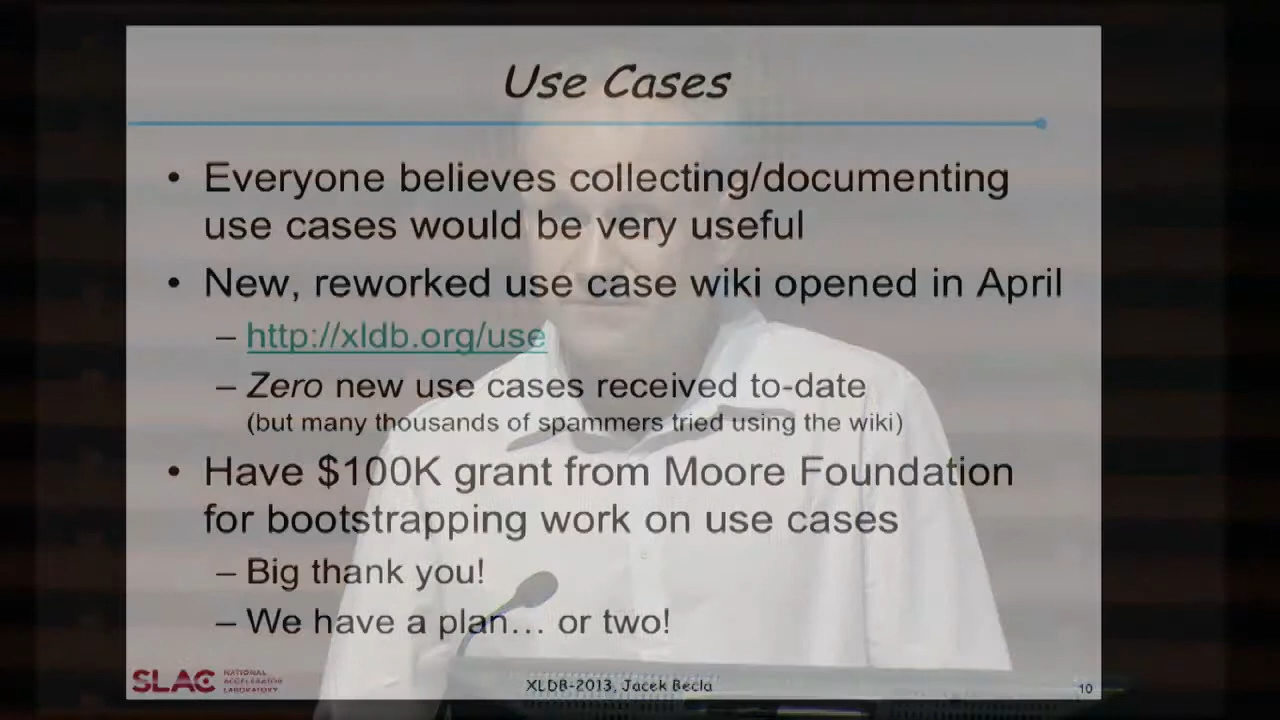 Use Cases
• Everyone believes collecting/documenting
use cases would be very useful
• New, reworked use case wiki opened in April
– http://xldb.org/use
– Zero new use cases received to-date
(but many thousands of spammers tried using the wiki)
• Have $100K grant from Moore Foundation
for bootstrapping work on use cases
– Big thank you!
– We have a plan... or two!
SLAC NATIONAL
ACCELERATOR
LABORATORY
XLDB-2013, Jacek Becla
10